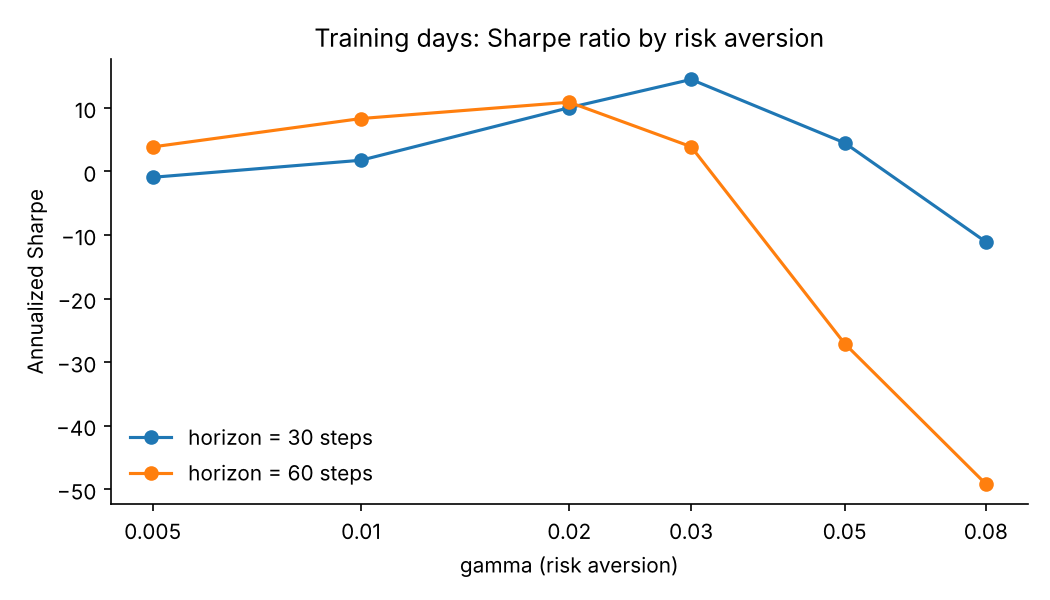 Training days: Sharpe ratio by risk aversion
Annualized Sharpe
10
0
−10
−20
−30
−40
−50
horizon = 30 steps
horizon = 60 steps
0.005 0.01 0.02 0.03 0.05 0.08
gamma (risk aversion)